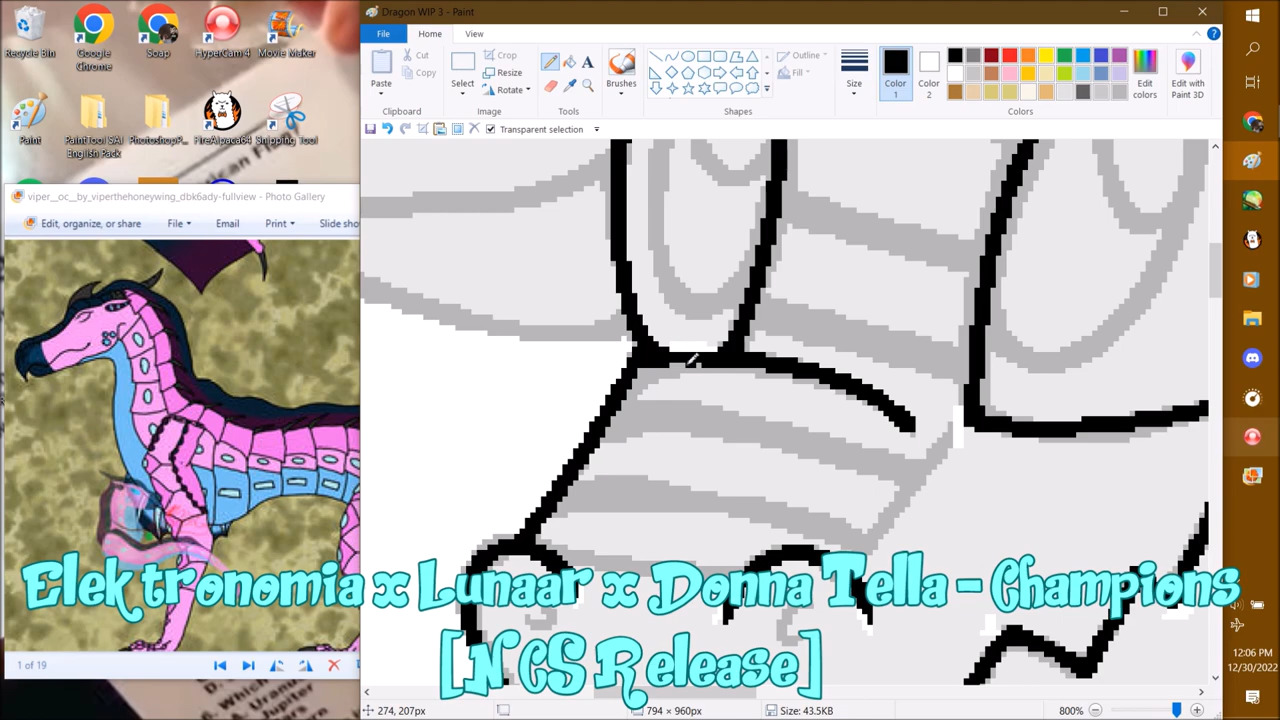 Recycle Bin
Google Chrome
Soap
HyperCam 4
Movie Maker
Paint
PaintTool SAI English Pack
PhotoshopP...
FireAlpaca64
Snipping Tool
viper__oc__by_viperthehoneywing_dbk6ady-fullview - Photo Gallery
Edit, organize, or share
File
Email
Print
Slide sho
1 of 19
Dragon WIP 3 - Paint
File
Home
View
Paste
Cut
Copy
Clipboard
Select
Crop
Resize
Rotate
Image
Tools
Brushes
Shapes
Outline
Fill
Size
Color 1
Color 2
Edit colors
Edit with Paint 3D
Colors
Transparent selection
Elektronomia x Lunaar x Donna Tella - Champions
[NCS Release]
274, 207px
794 × 960px
Size: 43.5KB
800%
12:06 PM
12/30/2022